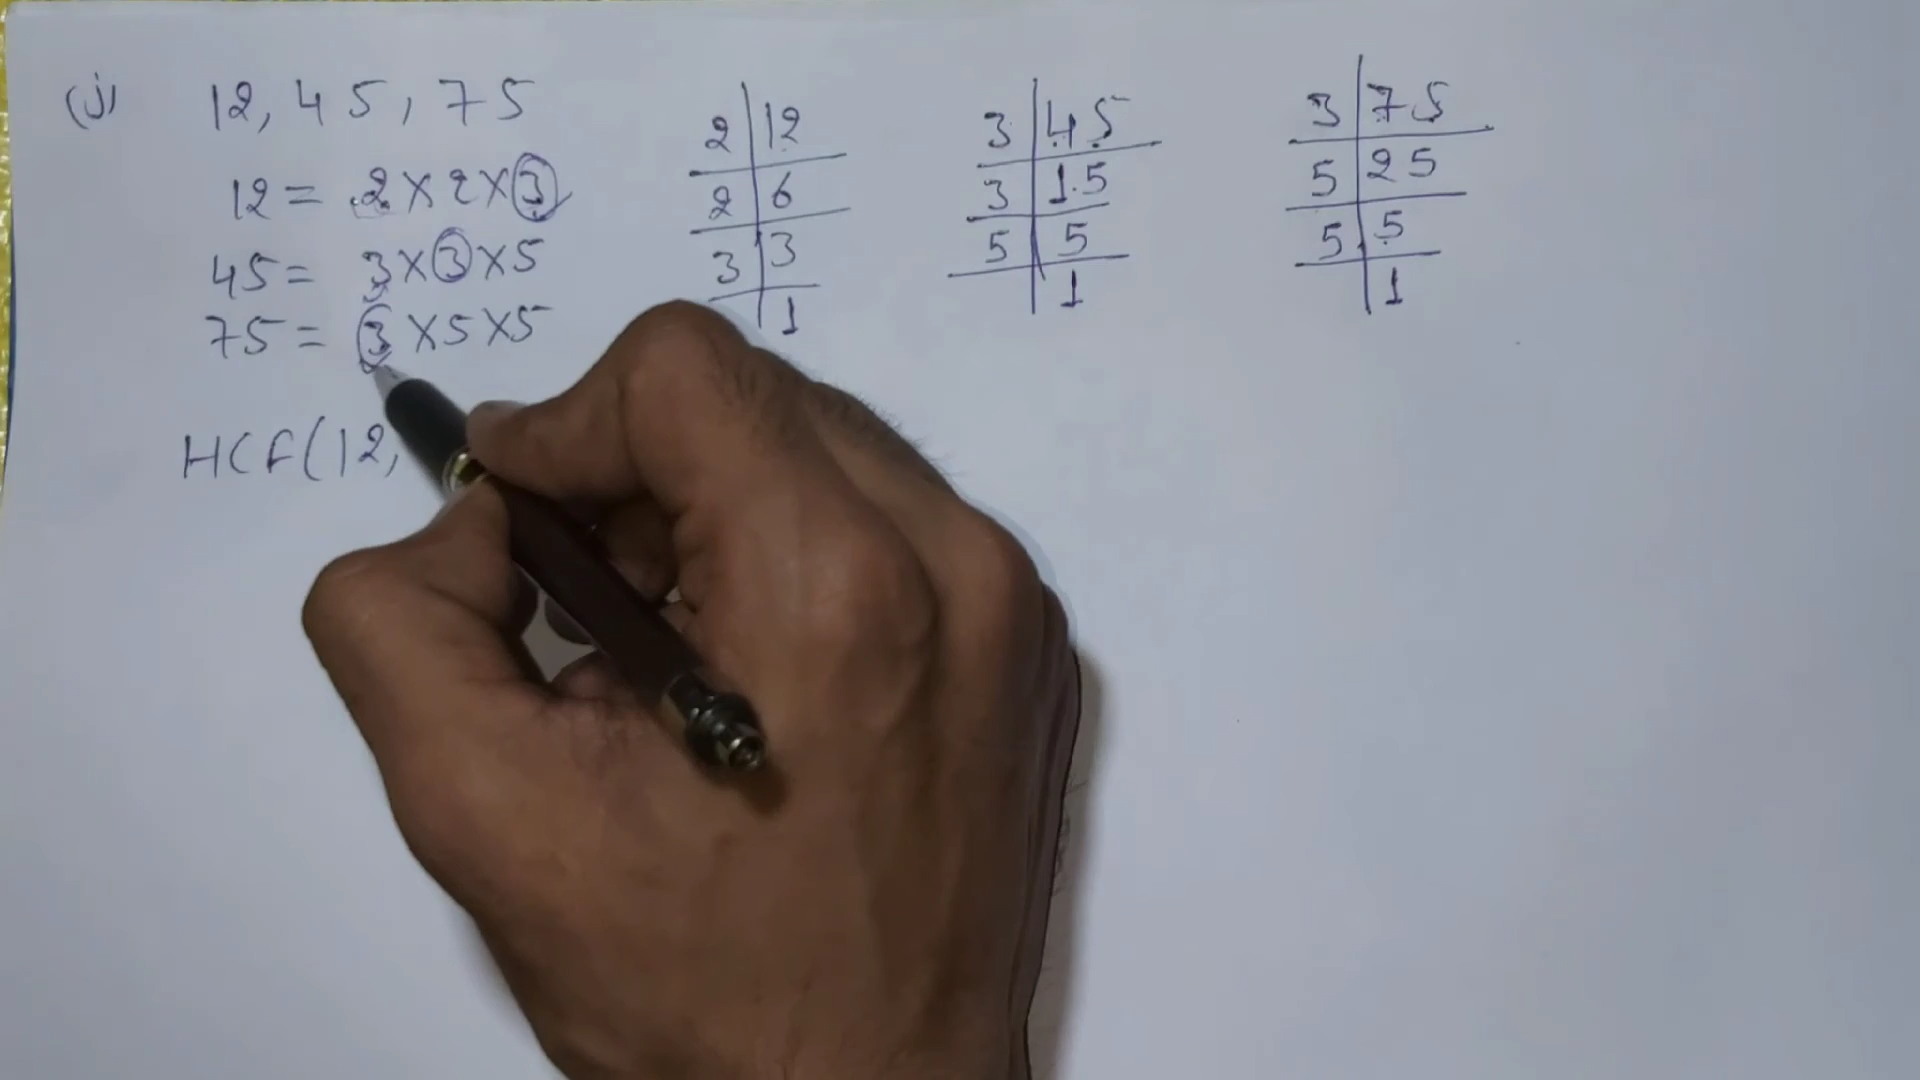 (j) 12, 45, 75
12 = 2 × 2 × 3
45 = 3 × 3 × 5
75 = 3 × 5 × 5
HCF(12,
2 | 12
2 | 6
3 | 3
1
3 | 45
3 | 15
5 | 5
1
3 | 75
5 | 25
5 | 5
1